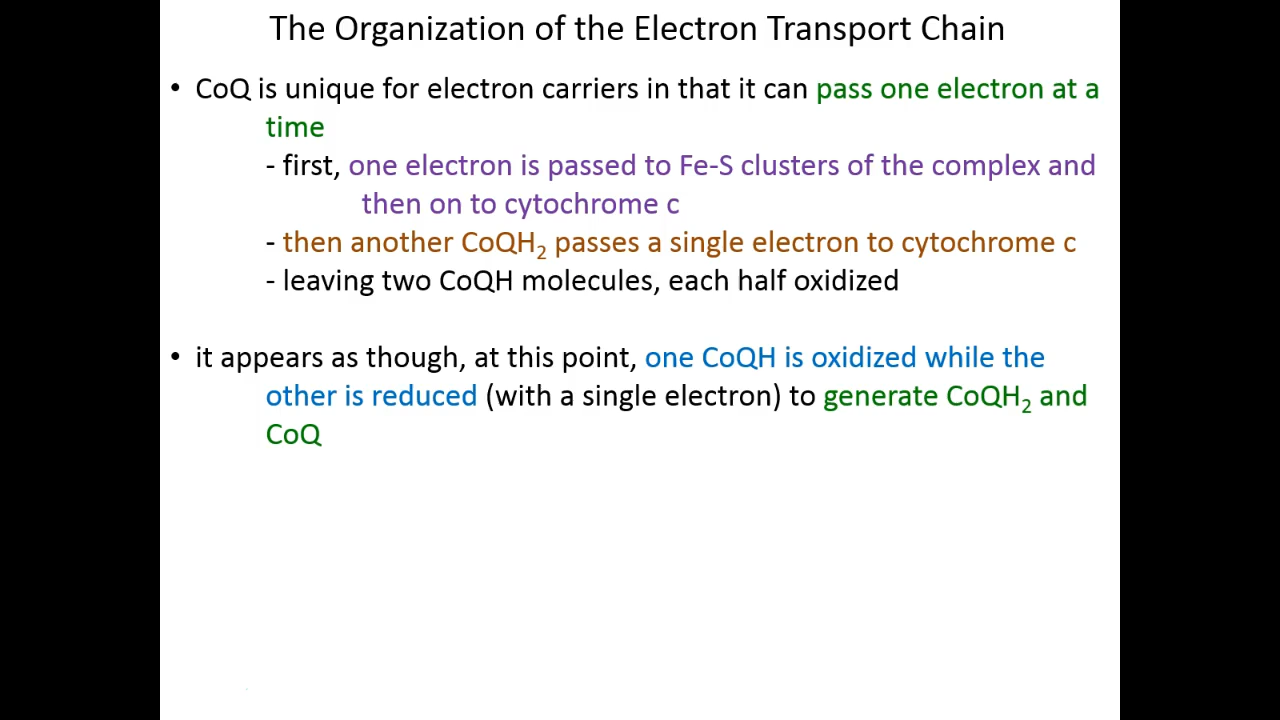 The Organization of the Electron Transport Chain
• CoQ is unique for electron carriers in that it can pass one electron at a
time
- first, one electron is passed to Fe-S clusters of the complex and
then on to cytochrome c
- then another CoQH₂ passes a single electron to cytochrome c
- leaving two CoQH molecules, each half oxidized
• it appears as though, at this point, one CoQH is oxidized while the
other is reduced (with a single electron) to generate CoQH₂ and
CoQ